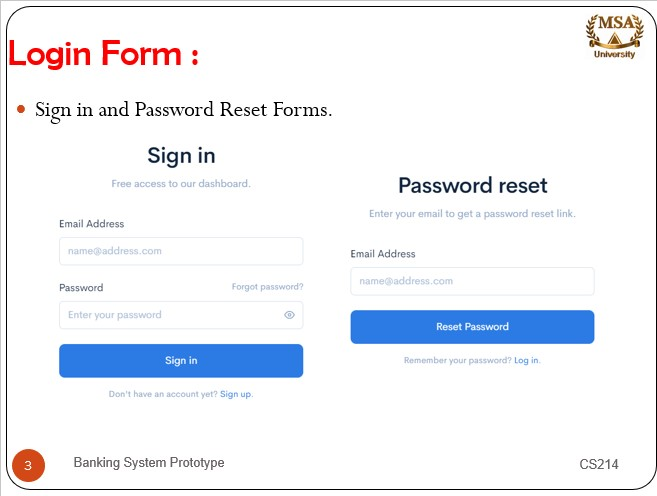 MSA
University
Login Form :
Sign in and Password Reset Forms.
Sign in
Free access to our dashboard.
Email Address
name@address.com
Password Forgot password?
Enter your password
Sign in
Don't have an account yet? Sign up.
Password reset
Enter your email to get a password reset link.
Email Address
name@address.com
Reset Password
Remember your password? Log in.
3 Banking System Prototype CS214